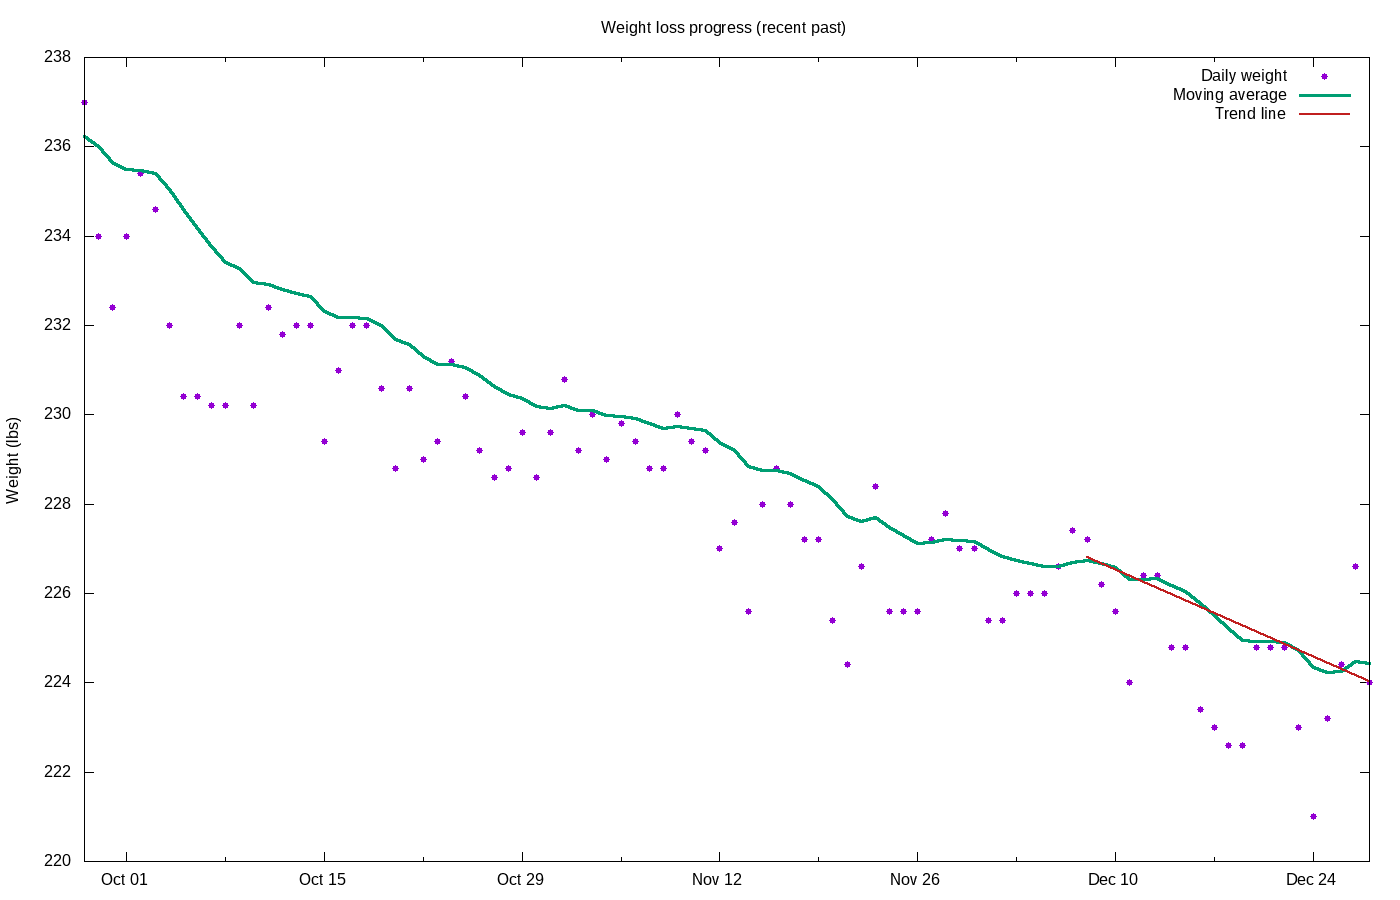 Weight loss progress (recent past)
238
236
234
232
230
228
226
224
222
220
Weight (lbs)
Daily weight
Moving average
Trend line
Oct 01
Oct 15
Oct 29
Nov 12
Nov 26
Dec 10
Dec 24